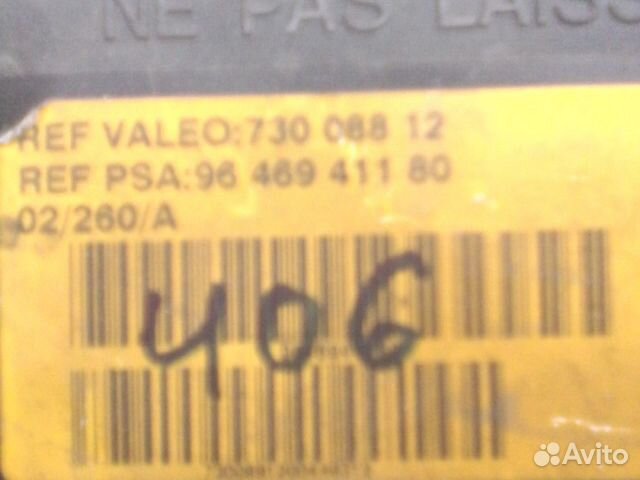 NE PAS LAISS
REF VALEO:730 088 12
REF PSA:96 469 411 80
02/260/A
406
Avito